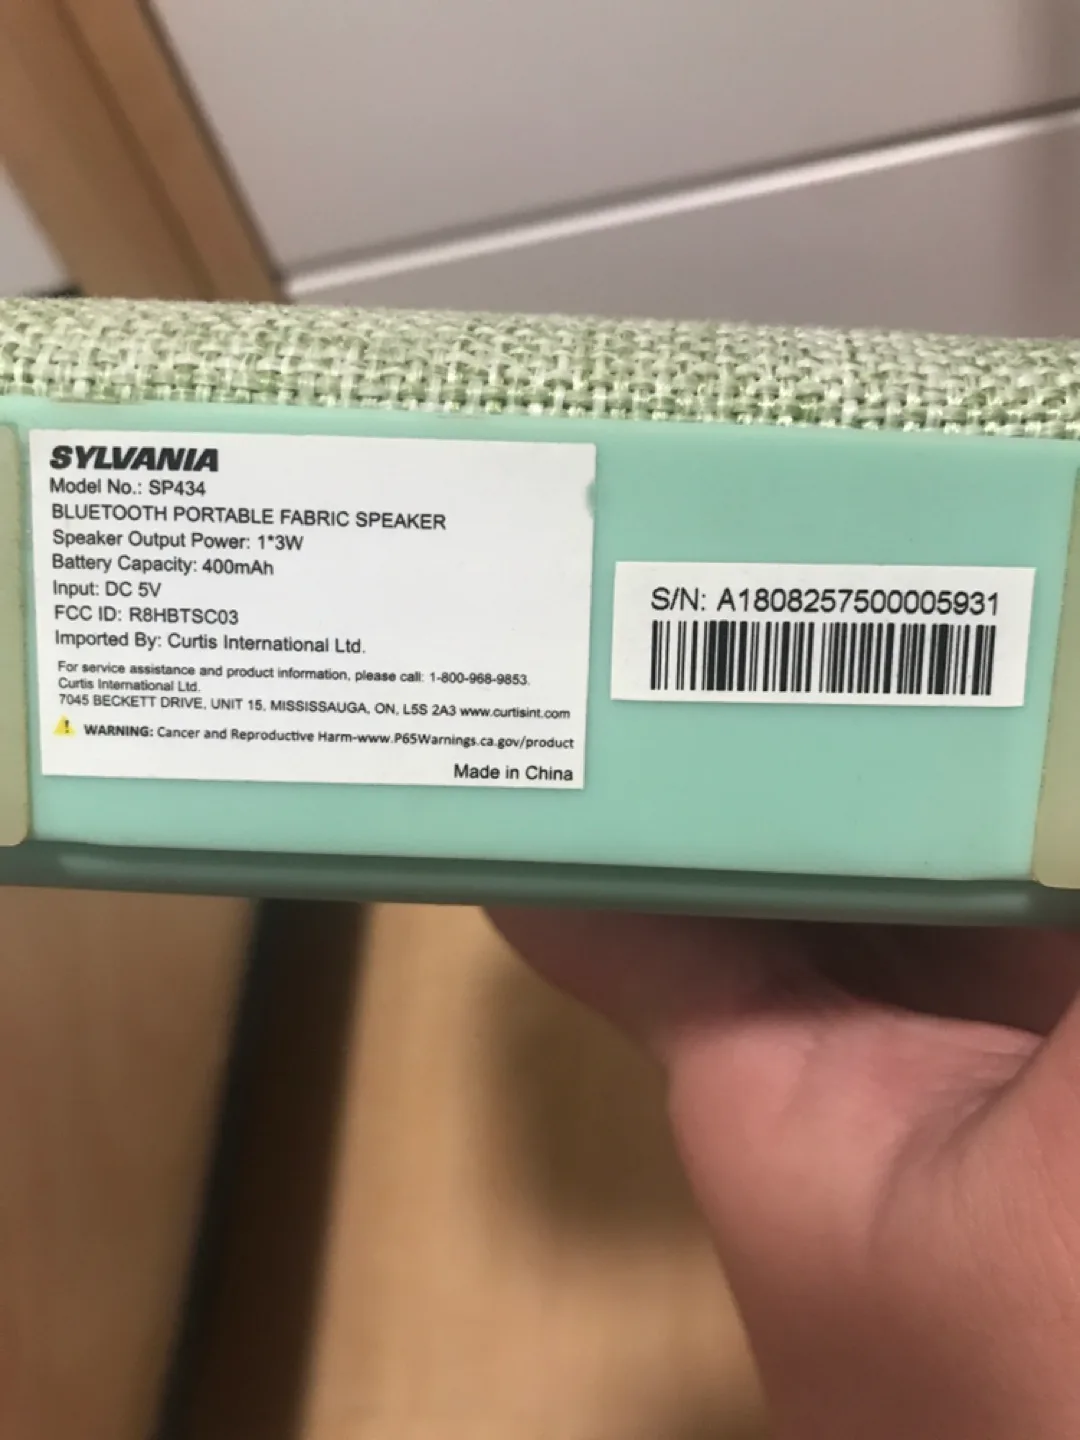 SYLVANIA
Model No.: SP434
BLUETOOTH PORTABLE FABRIC SPEAKER
Speaker Output Power: 1*3W
Battery Capacity: 400mAh
Input: DC 5V
FCC ID: R8HBTSC03
Imported By: Curtis International Ltd.
For service assistance and product information, please call: 1-800-968-9853.
Curtis International Ltd.
7045 BECKETT DRIVE, UNIT 15, MISSISSAUGA, ON, L5S 2A3 www.curtisint.com
WARNING: Cancer and Reproductive Harm-www.P65Warnings.ca.gov/product
Made in China
S/N: A1808257500005931